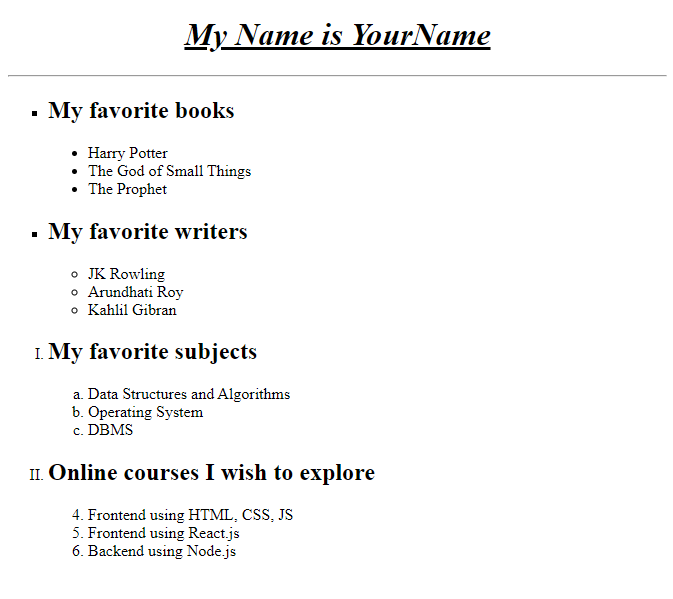 My Name is YourName
My favorite books
Harry Potter
The God of Small Things
The Prophet
My favorite writers
JK Rowling
Arundhati Roy
Kahlil Gibran
I. My favorite subjects
a. Data Structures and Algorithms
b. Operating System
c. DBMS
II. Online courses I wish to explore
4. Frontend using HTML, CSS, JS
5. Frontend using React.js
6. Backend using Node.js